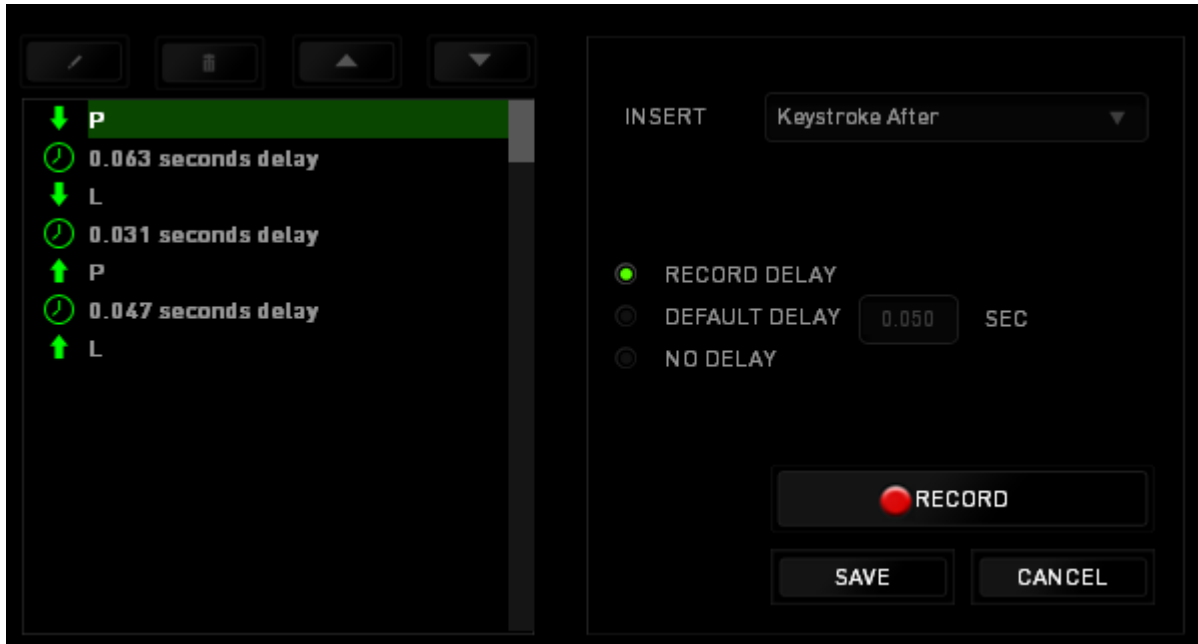 P
0.063 seconds delay
L
0.031 seconds delay
P
0.047 seconds delay
L
INSERT Keystroke After
RECORD DELAY
DEFAULT DELAY 0.050 SEC
NO DELAY
RECORD
SAVE CANCEL